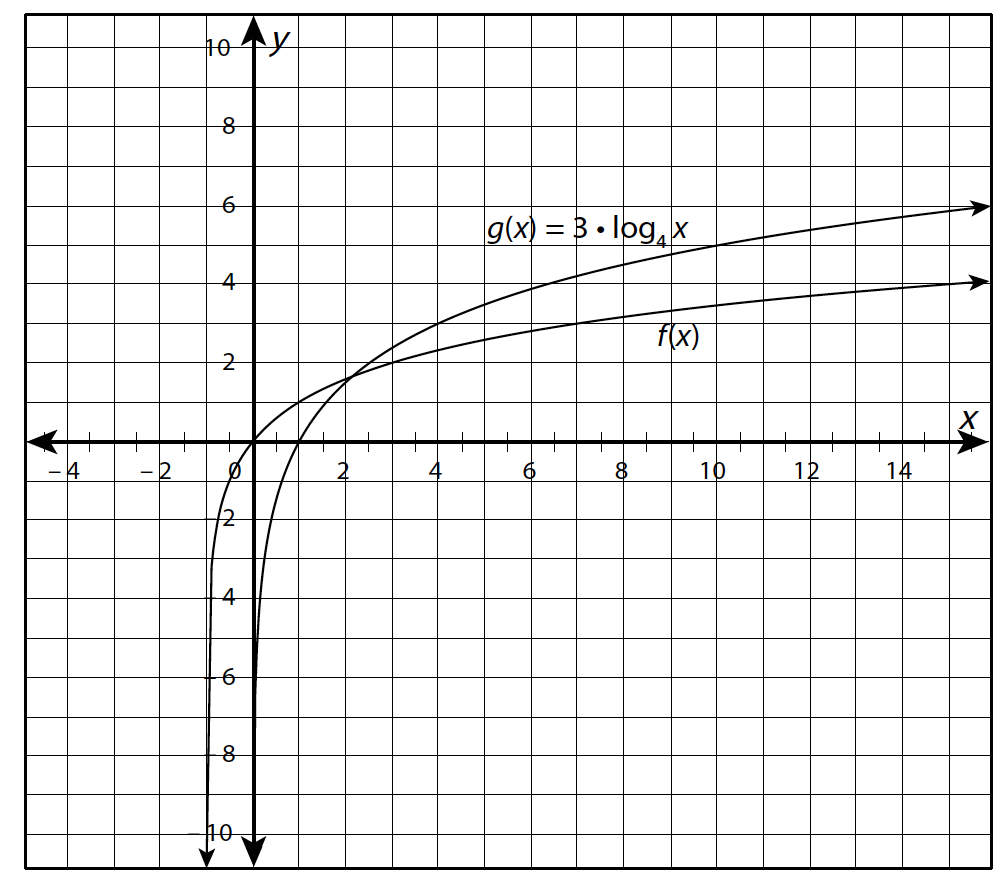 10
y
8
6
g(x) = 3 • log₄ x
4
f(x)
2
x
– 4 – 2 0 2 4 6 8 10 12 14
– 2
– 4
– 6
– 8
– 10